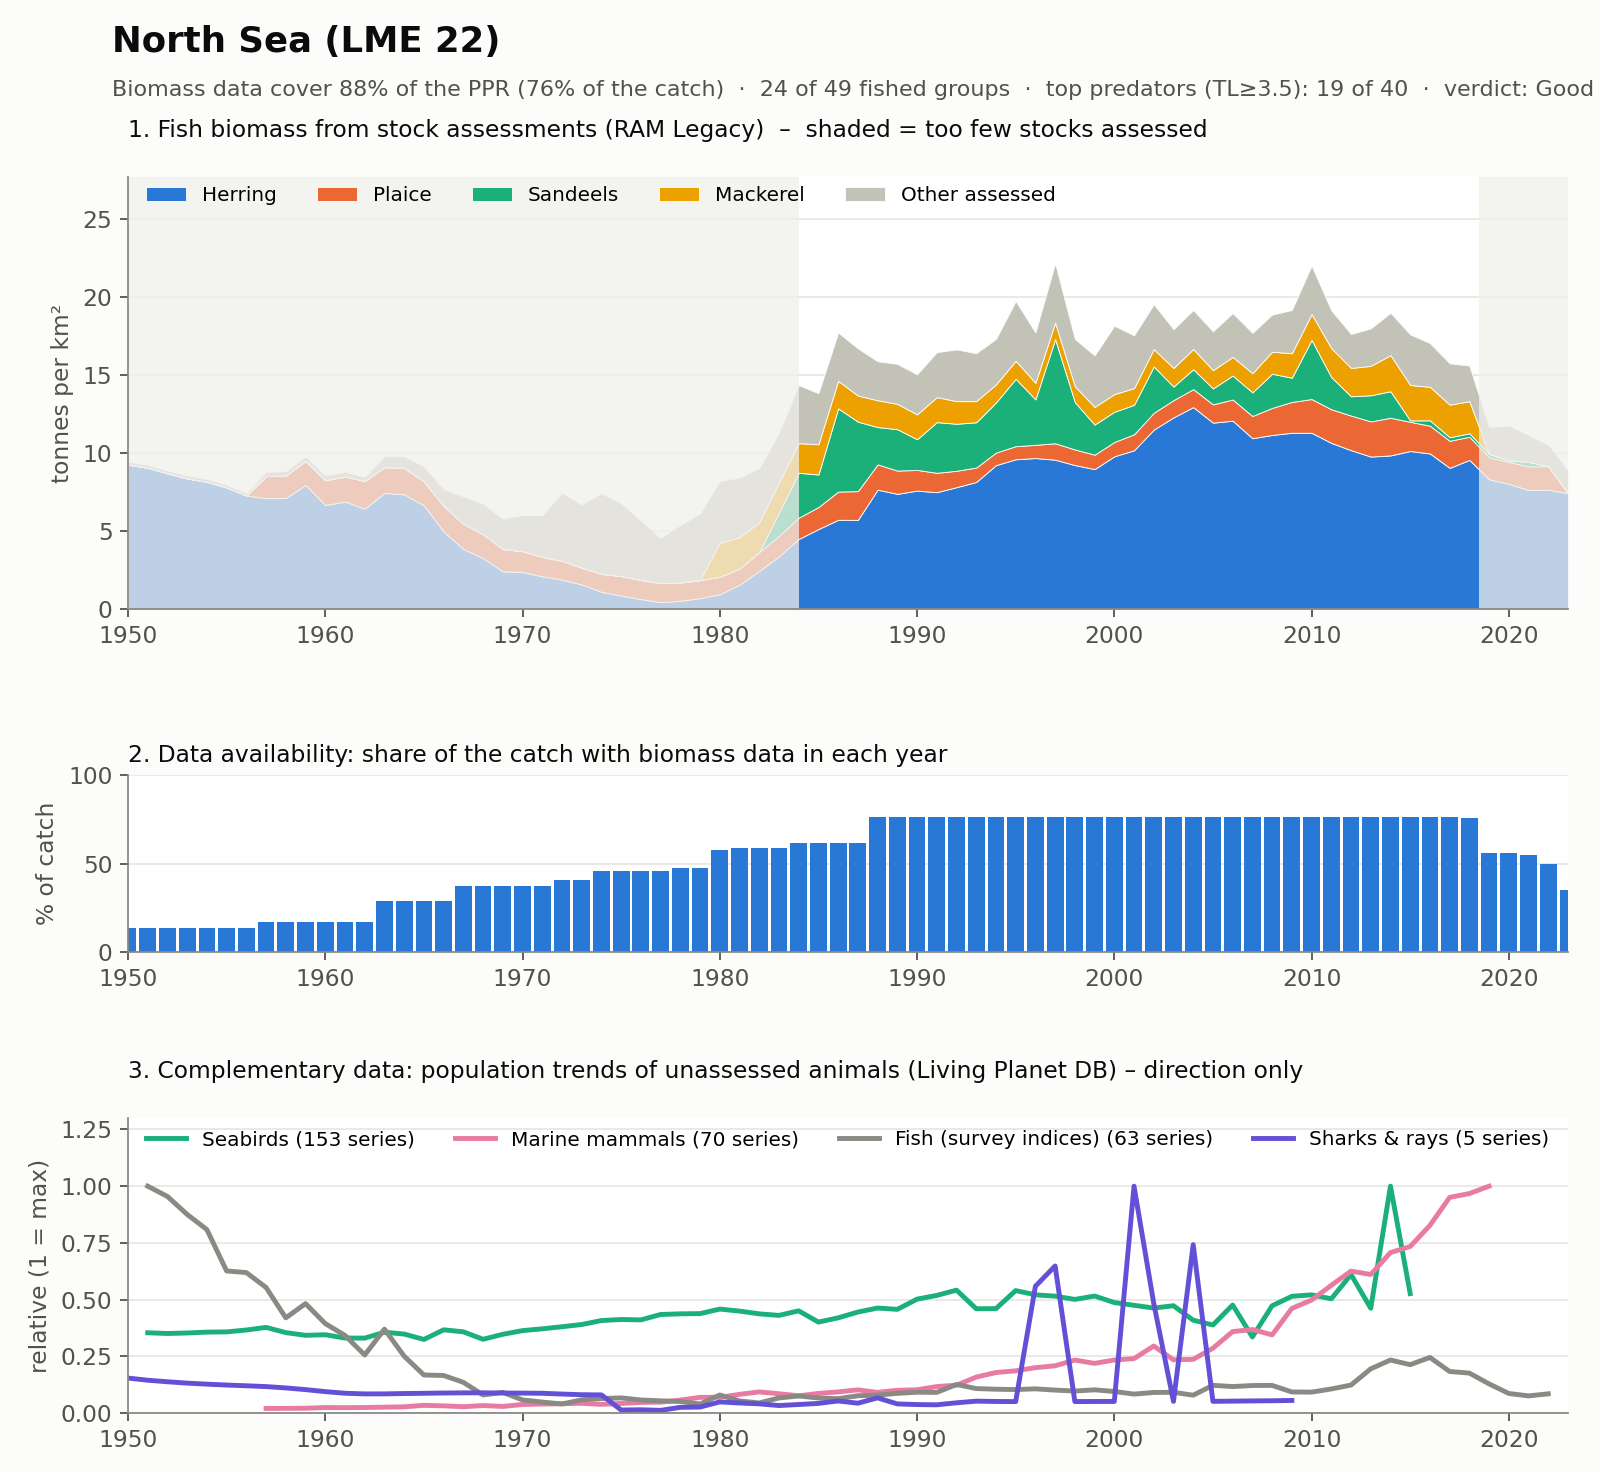 North Sea (LME 22)
Biomass data cover 88% of the PPR (76% of the catch)  ·  24 of 49 fished groups  ·  top predators (TL≥3.5): 19 of 40  ·  verdict: Good
1. Fish biomass from stock assessments (RAM Legacy)  –  shaded = too few stocks assessed
Herring Plaice Sandeels Mackerel Other assessed
25
20
15
10
5
0
tonnes per km²
1950 1960 1970 1980 1990 2000 2010 2020
2. Data availability: share of the catch with biomass data in each year
100
50
0
% of catch
1950 1960 1970 1980 1990 2000 2010 2020
3. Complementary data: population trends of unassessed animals (Living Planet DB) – direction only
Seabirds (153 series) Marine mammals (70 series) Fish (survey indices) (63 series) Sharks & rays (5 series)
1.25
1.00
0.75
0.50
0.25
0.00
relative (1 = max)
1950 1960 1970 1980 1990 2000 2010 2020